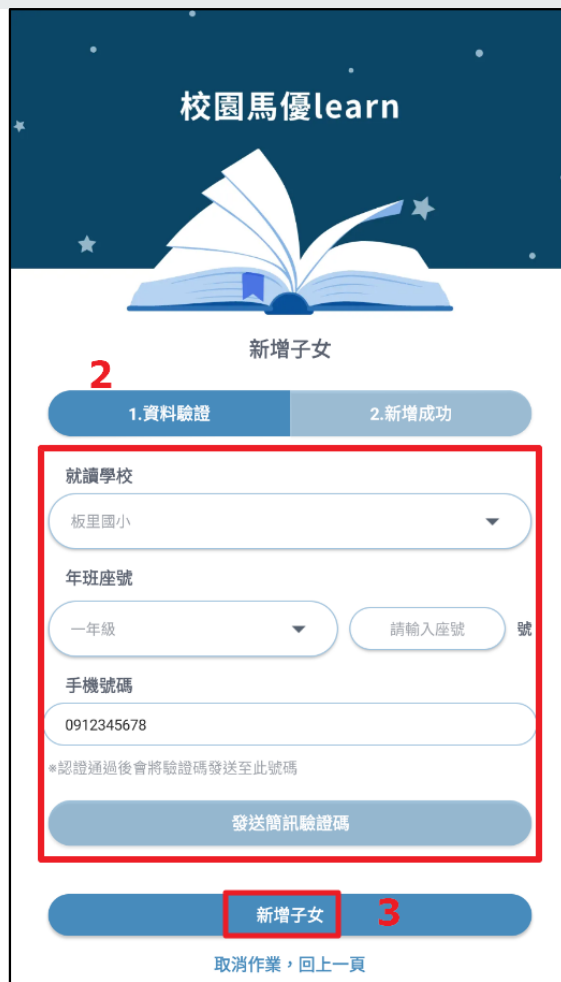 校園馬優learn
新增子女
2
1.資料驗證 2.新增成功
就讀學校
板里國小
年班座號
一年級 請輸入座號 號
手機號碼
0912345678
*認證通過後會將驗證碼發送至此號碼
發送簡訊驗證碼
新增子女 3
取消作業，回上一頁